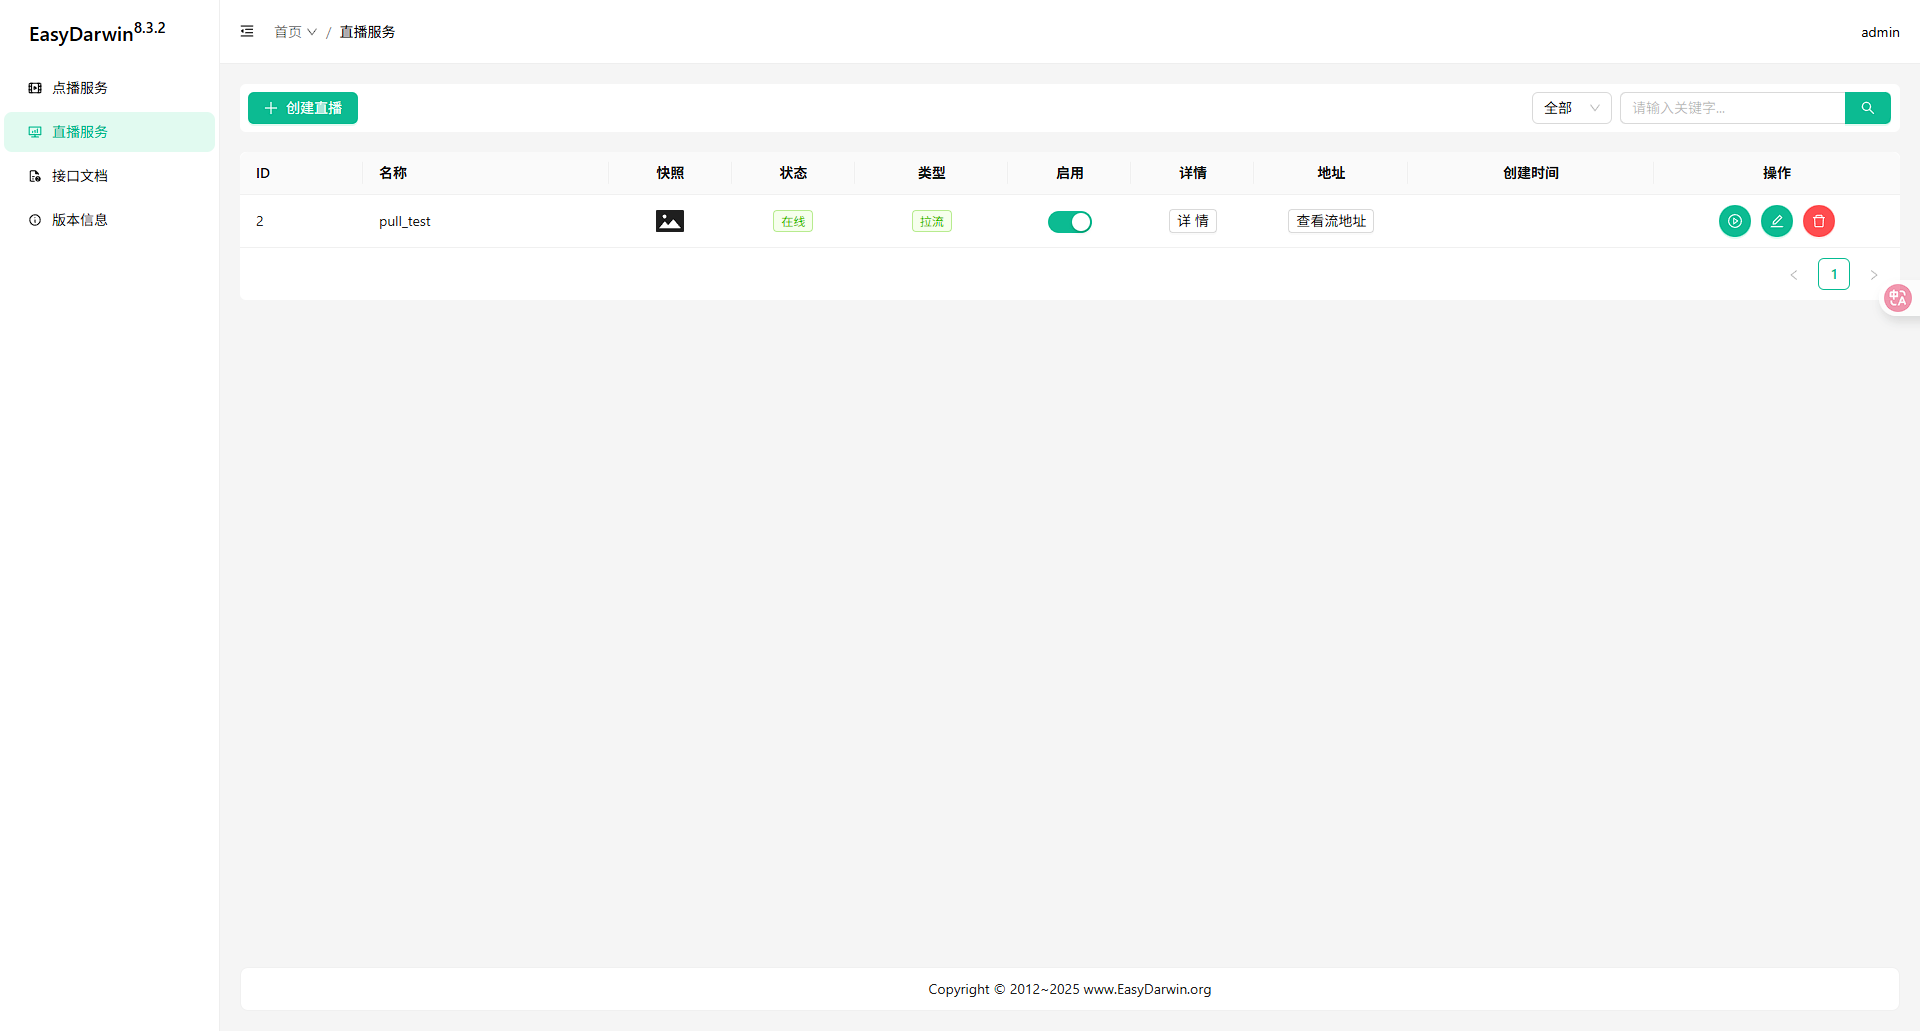 EasyDarwin8.3.2
点播服务
直播服务
接口文档
版本信息
首页 / 直播服务
admin
创建直播
全部
请输入关键字...
ID 名称 快照 状态 类型 启用 详情 地址 创建时间 操作
2 pull_test 在线 拉流 详 情 查看流地址
1
中A
Copyright © 2012~2025 www.EasyDarwin.org